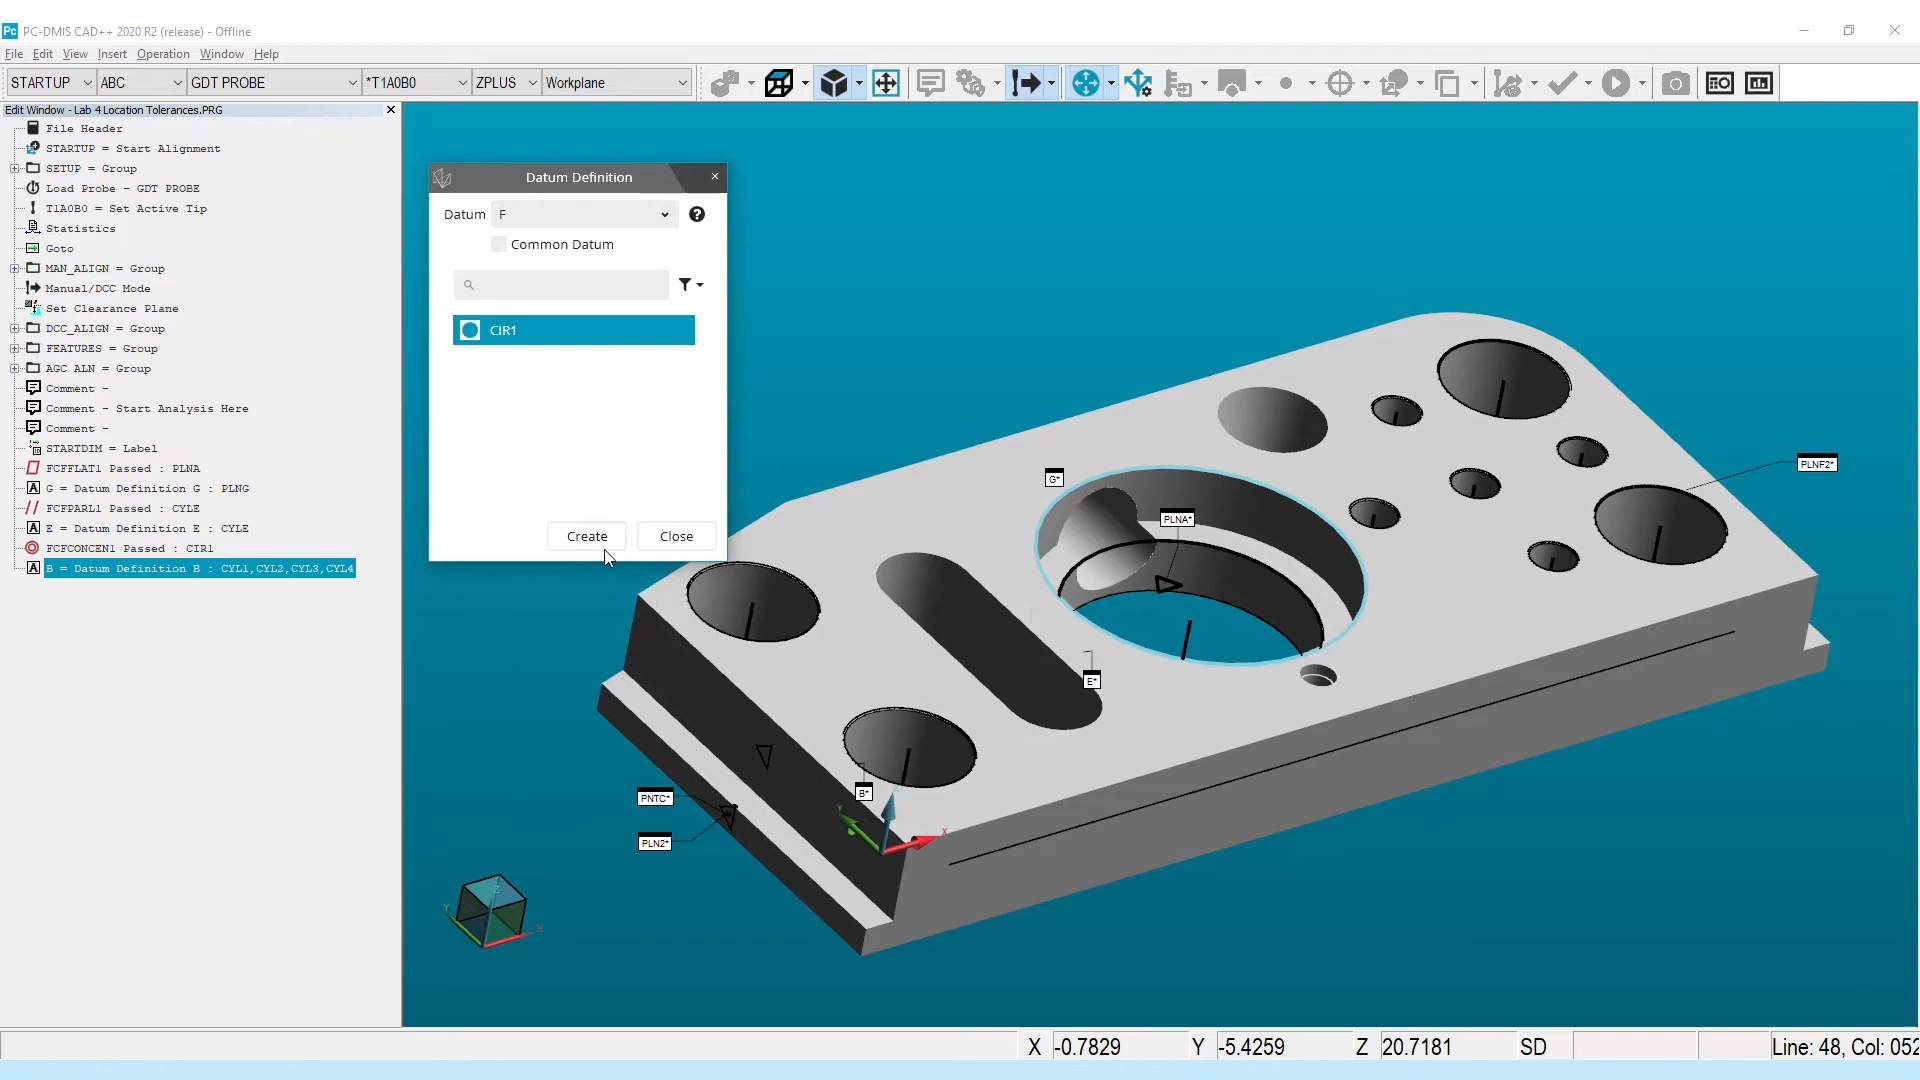 PC-DMIS CAD++ 2020 R2 (release) - Offline
File Edit View Insert Operation Window Help
STARTUP ABC GDT PROBE *T1A0B0 ZPLUS Workplane
Edit Window - Lab 4 Location Tolerances.PRG
File Header
STARTUP = Start Alignment
SETUP = Group
Load Probe - GDT PROBE
T1A0B0 = Set Active Tip
Statistics
Goto
MAN_ALIGN = Group
Manual/DCC Mode
Set Clearance Plane
DCC_ALIGN = Group
FEATURES = Group
AGC ALN = Group
Comment -
Comment - Start Analysis Here
Comment -
STARTDIM = Label
FCFFLAT1 Passed : PLNA
G = Datum Definition G : PLNG
FCFPARL1 Passed : CYLE
E = Datum Definition E : CYLE
FCFCONCEN1 Passed : CIR1
B = Datum Definition B : CYL1,CYL2,CYL3,CYL4
Datum Definition
Datum F
Common Datum
CIR1
Create Close
G*
PLNA*
PLNF2*
E*
B*
PNTC*
PLN2*
Y X
Z
Y X
X -0.7829 Y -5.4259 Z 20.7181 SD Line: 48, Col: 052